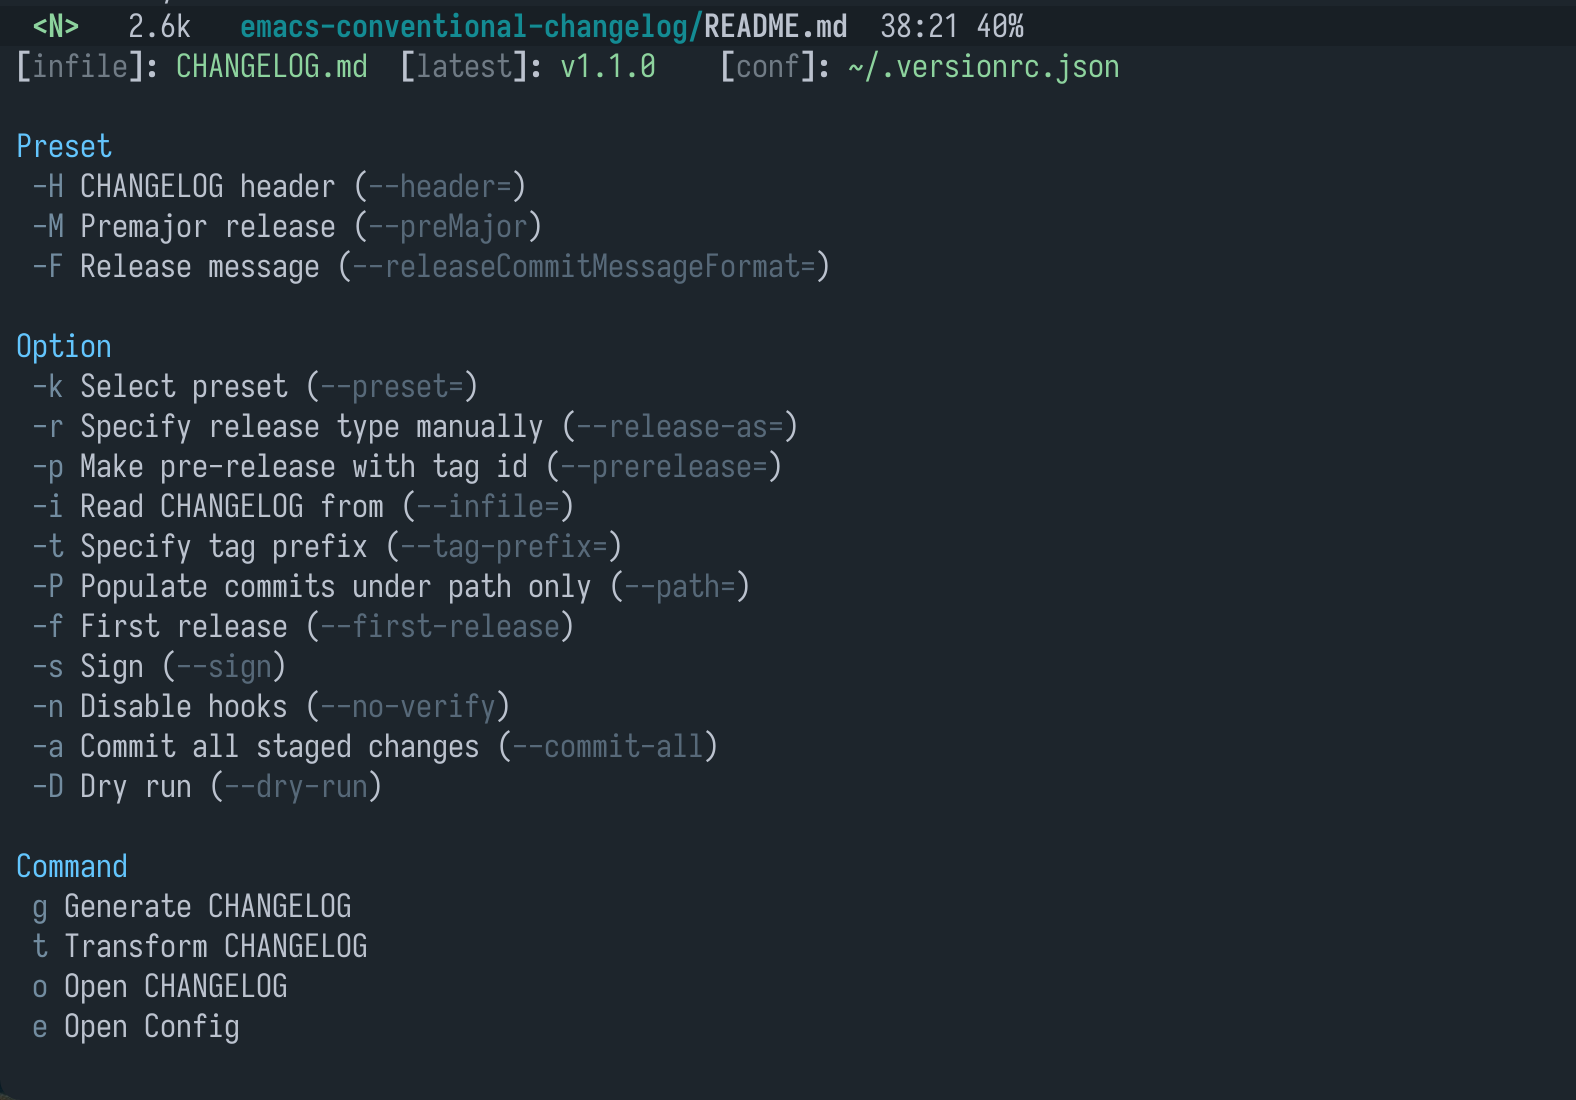 <N> 2.6k emacs-conventional-changelog/README.md 38:21 40%
[infile]: CHANGELOG.md [latest]: v1.1.0 [conf]: ~/.versionrc.json
Preset
-H CHANGELOG header (--header=)
-M Premajor release (--preMajor)
-F Release message (--releaseCommitMessageFormat=)
Option
-k Select preset (--preset=)
-r Specify release type manually (--release-as=)
-p Make pre-release with tag id (--prerelease=)
-i Read CHANGELOG from (--infile=)
-t Specify tag prefix (--tag-prefix=)
-P Populate commits under path only (--path=)
-f First release (--first-release)
-s Sign (--sign)
-n Disable hooks (--no-verify)
-a Commit all staged changes (--commit-all)
-D Dry run (--dry-run)
Command
g Generate CHANGELOG
t Transform CHANGELOG
o Open CHANGELOG
e Open Config